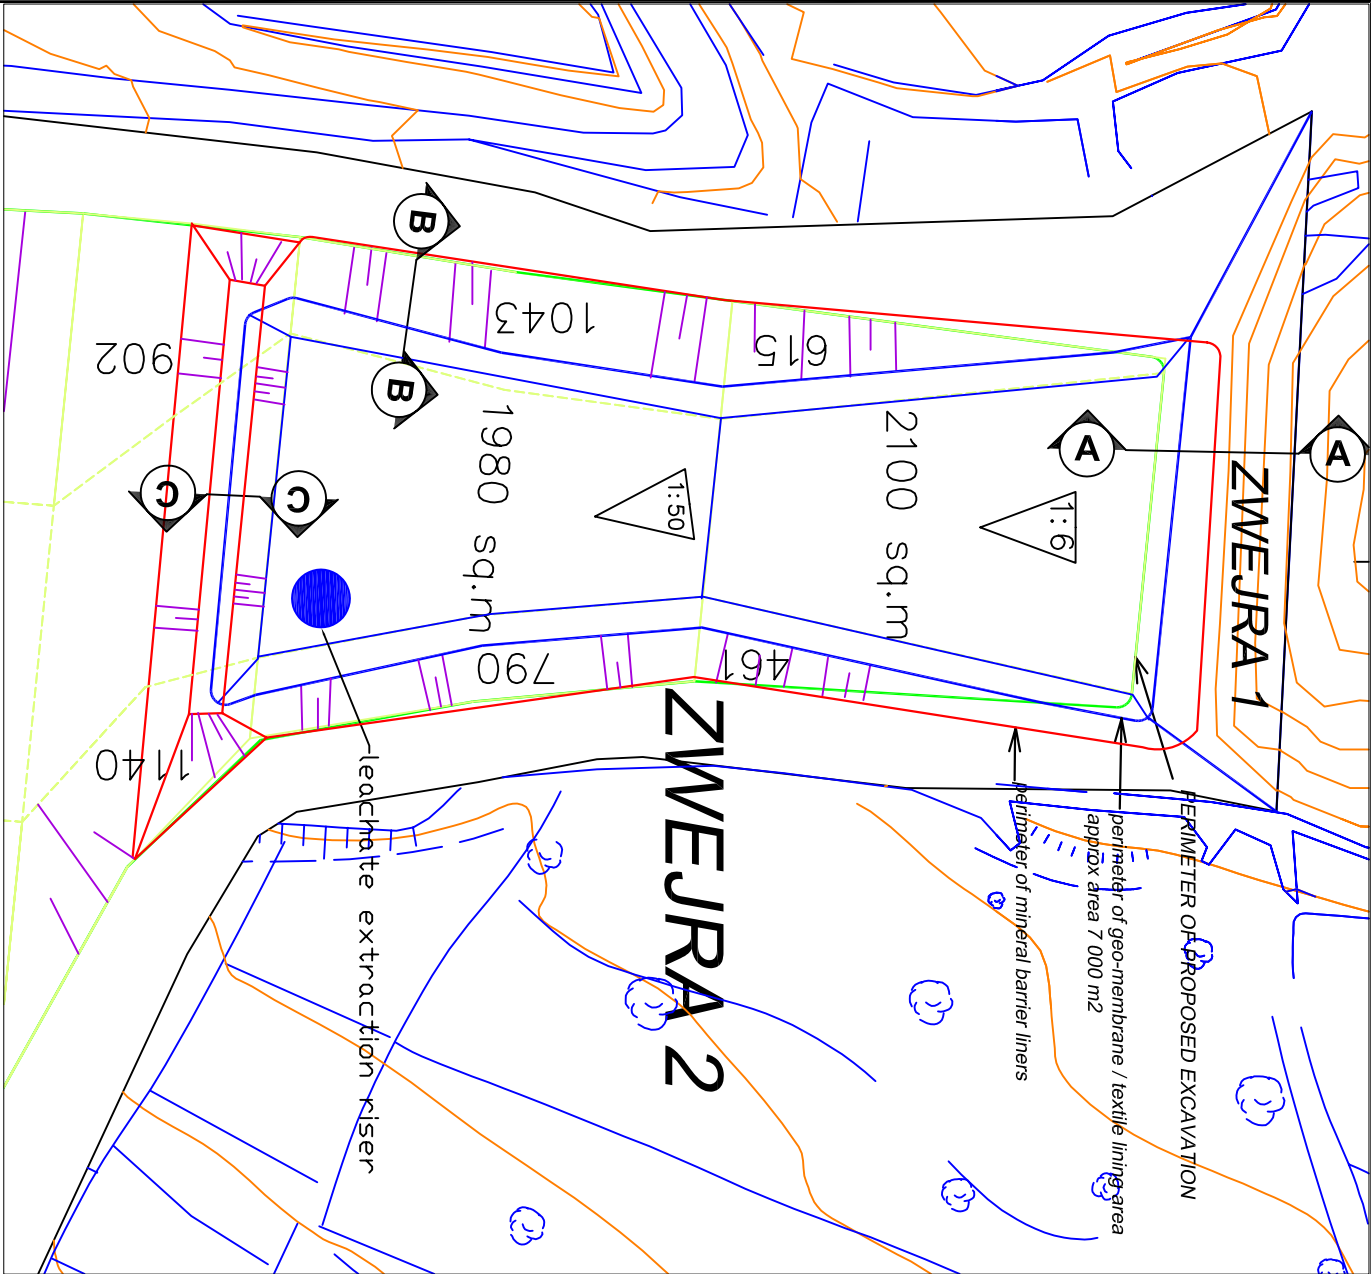 ZWEJRA 1
PERIMETER OF PROPOSED EXCAVATION
perimeter of geo-membrane / textile lining area
approx area 7 000 m2
perimeter of mineral barrier liners
A
A
1:6
2100 sq.m
615
461
ZWEJRA 2
1:50
1980 sq.m
1043
790
B
B
leachate extraction riser
C
C
902
1140